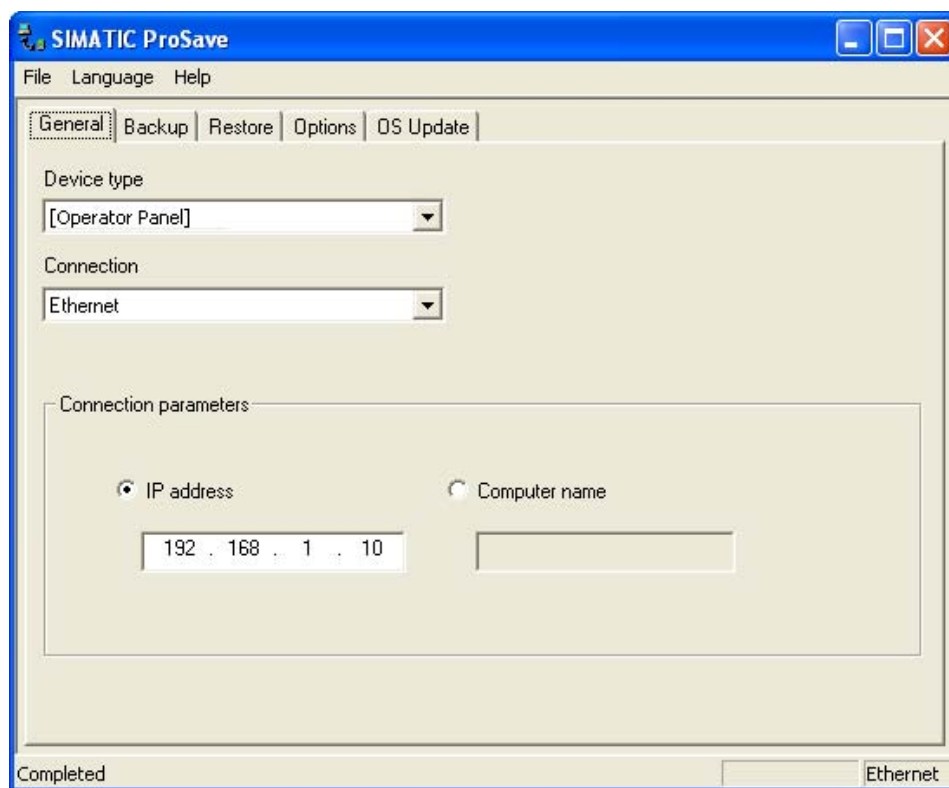 SIMATIC ProSave
File Language Help
General Backup Restore Options OS Update
Device type
[Operator Panel]
Connection
Ethernet
Connection parameters
IP address Computer name
192 . 168 . 1 . 10
Completed Ethernet